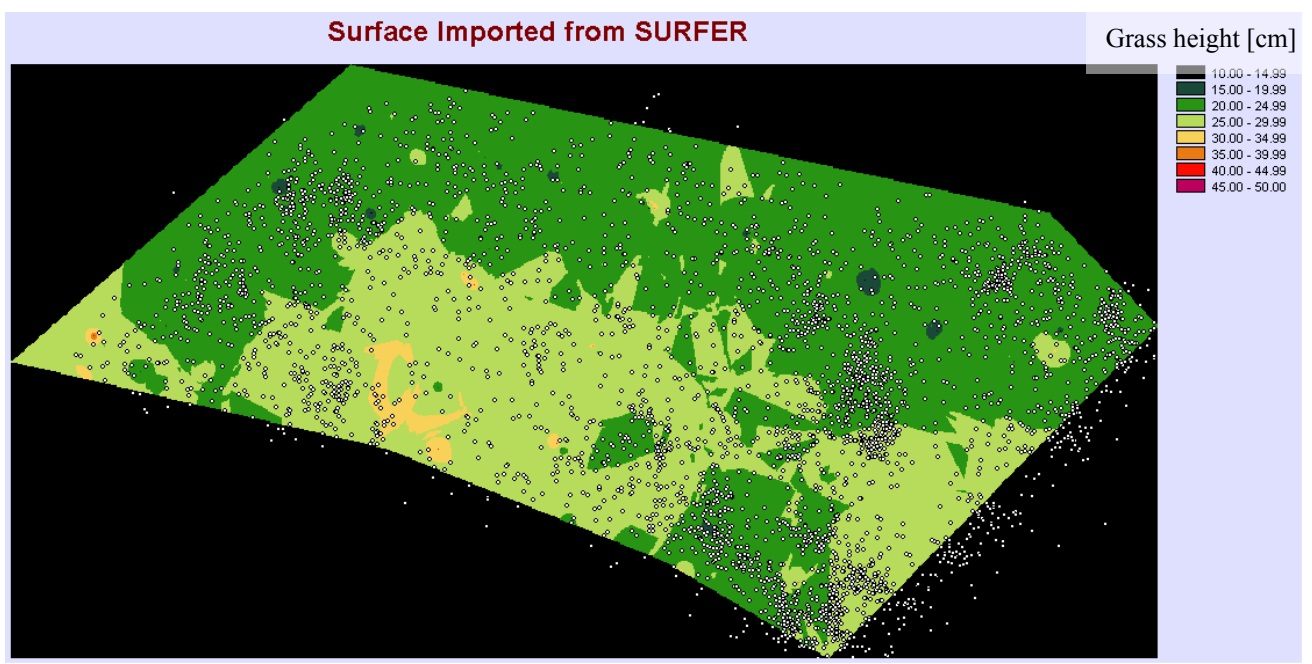 Surface Imported from SURFER
Grass height [cm]
10.00 - 14.99
15.00 - 19.99
20.00 - 24.99
25.00 - 29.99
30.00 - 34.99
35.00 - 39.99
40.00 - 44.99
45.00 - 50.00